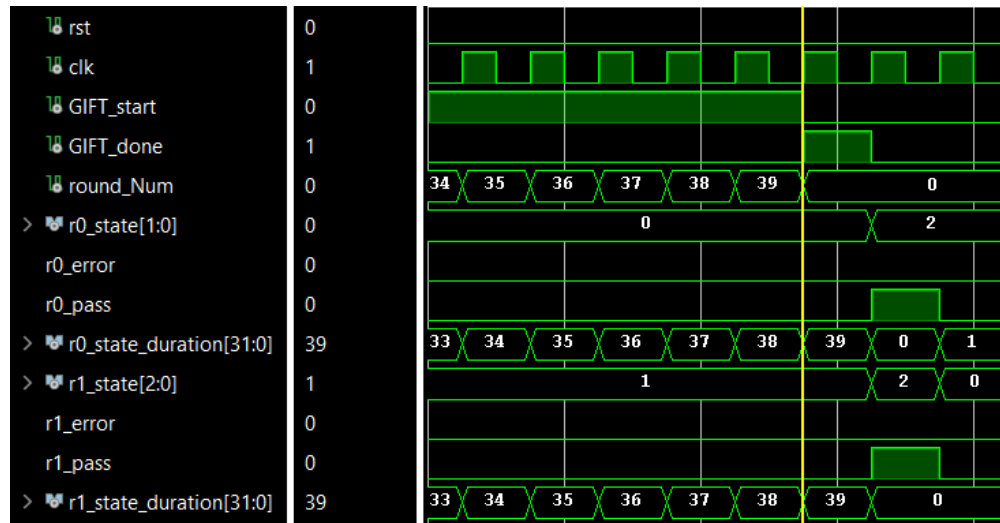 rst 0
clk 1
GIFT_start 0
GIFT_done 1
round_Num 0 34 35 36 37 38 39 0
r0_state[1:0] 0 0 2
r0_error 0
r0_pass 0
r0_state_duration[31:0] 39 33 34 35 36 37 38 39 0 1
r1_state[2:0] 1 1 2 0
r1_error 0
r1_pass 0
r1_state_duration[31:0] 39 33 34 35 36 37 38 39 0